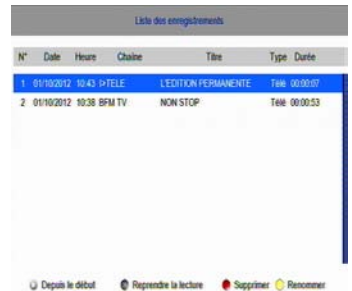 Liste des enregistrements
N° Date Heure Chaine Titre Type Durée
1 01/10/2012 10:43 I>TELE L'EDITION PERMANENTE Télé 00:00:07
2 01/10/2012 10:38 BFM TV NON STOP Télé 00:00:53
Depuis le début Reprendre la lecture Supprimer Renommer